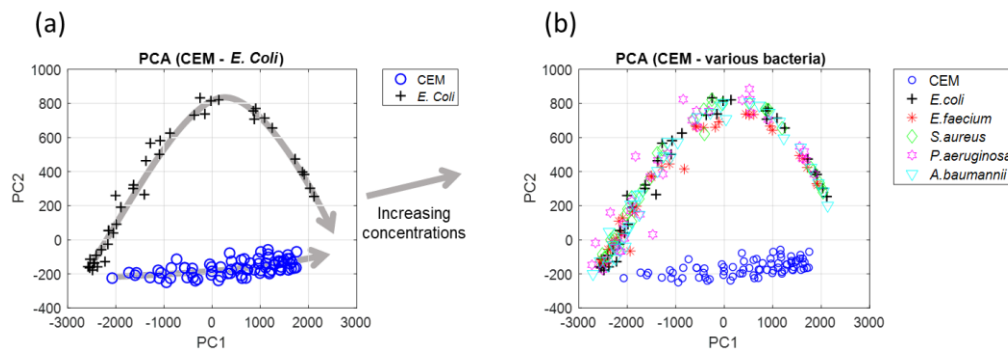 (a)
PCA (CEM - E. Coli)
1000
800
600
400
200
0
-200
-400
-3000 -2000 -1000 0 1000 2000 3000
PC1
PC2
CEM
E. Coli
Increasing
concentrations
(b)
PCA (CEM - various bacteria)
1000
800
600
400
200
0
-200
-400
-3000 -2000 -1000 0 1000 2000 3000
PC1
PC2
CEM
E.coli
E.faecium
S.aureus
P.aeruginosa
A.baumannii